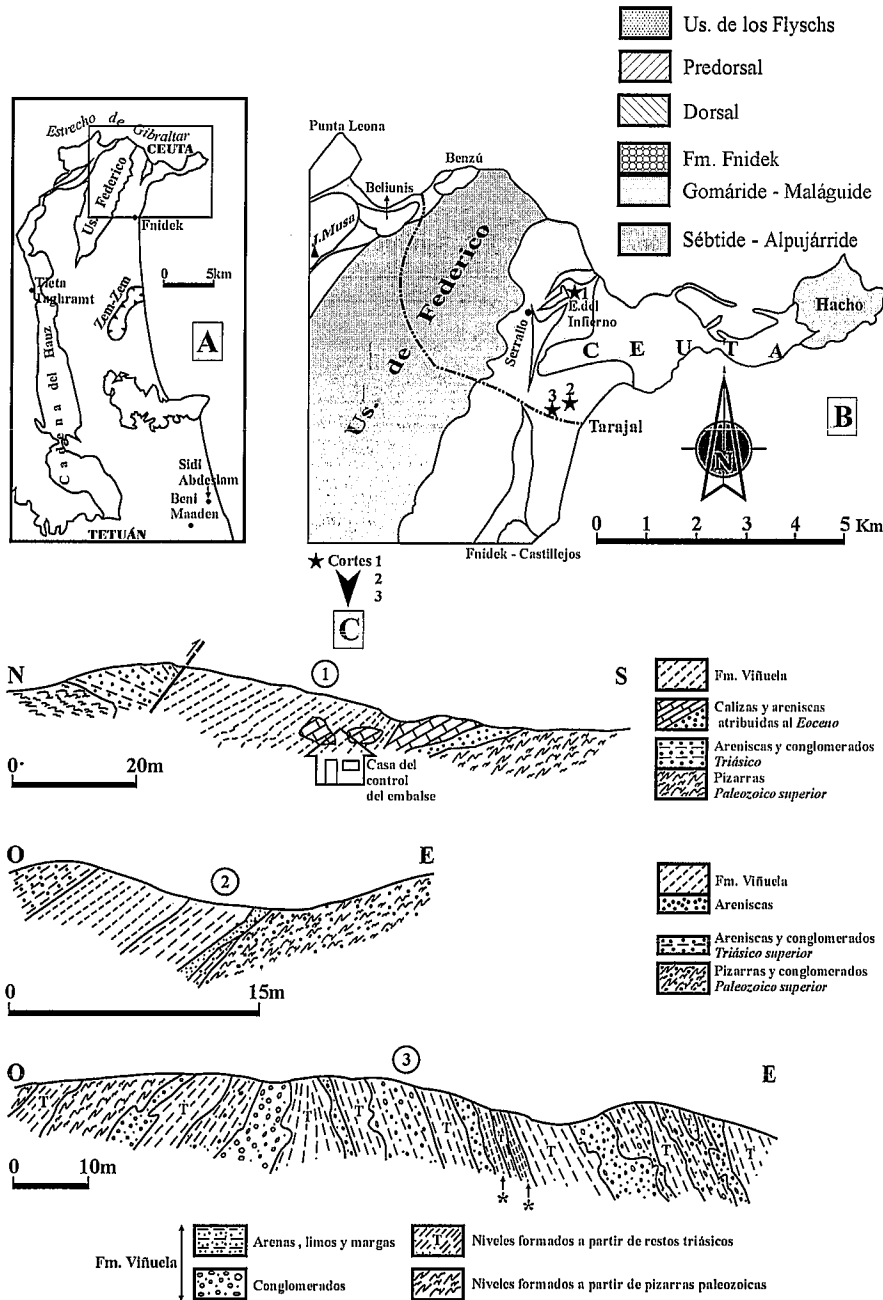 Us. de los Flyschs
Predorsal
Dorsal
Fm. Fnidek
Gomáride - Maláguide
Sébtide - Alpujárride
Estrecho de Gibraltar
CEUTA
Us. Federico
Fnidek
0 5km
Tleta
Taghramt
Zem-Zem
A
Cadena del Hauz
Sidi
Abdeslam
Beni
Maaden
TETUÁN
Punta Leona
Benzú
Beliunis
J.Musa
Us. de Federico
1
E. del
Infierno
Serrallo
Hacho
C E U T A
3 2
Tarajal
B
N
0 1 2 3 4 5 Km
Fnidek - Castillejos
Cortes 1
2
3
C
N 1 S
0 20m
Casa del
control
del embalse
Fm. Viñuela
Calizas y areniscas
atribuidas al Eoceno
Areniscas y conglomerados
Triásico
Pizarras
Paleozoico superior
O 2 E
0 15m
Fm. Viñuela
Areniscas
Areniscas y conglomerados
Triásico superior
Pizarras y conglomerados
Paleozoico superior
O 3 E
T T T T T T T T T T
* *
0 10m
Fm. Viñuela
Arenas, limos y margas
T Niveles formados a partir de restos triásicos
Conglomerados
Niveles formados a partir de pizarras paleozoicas